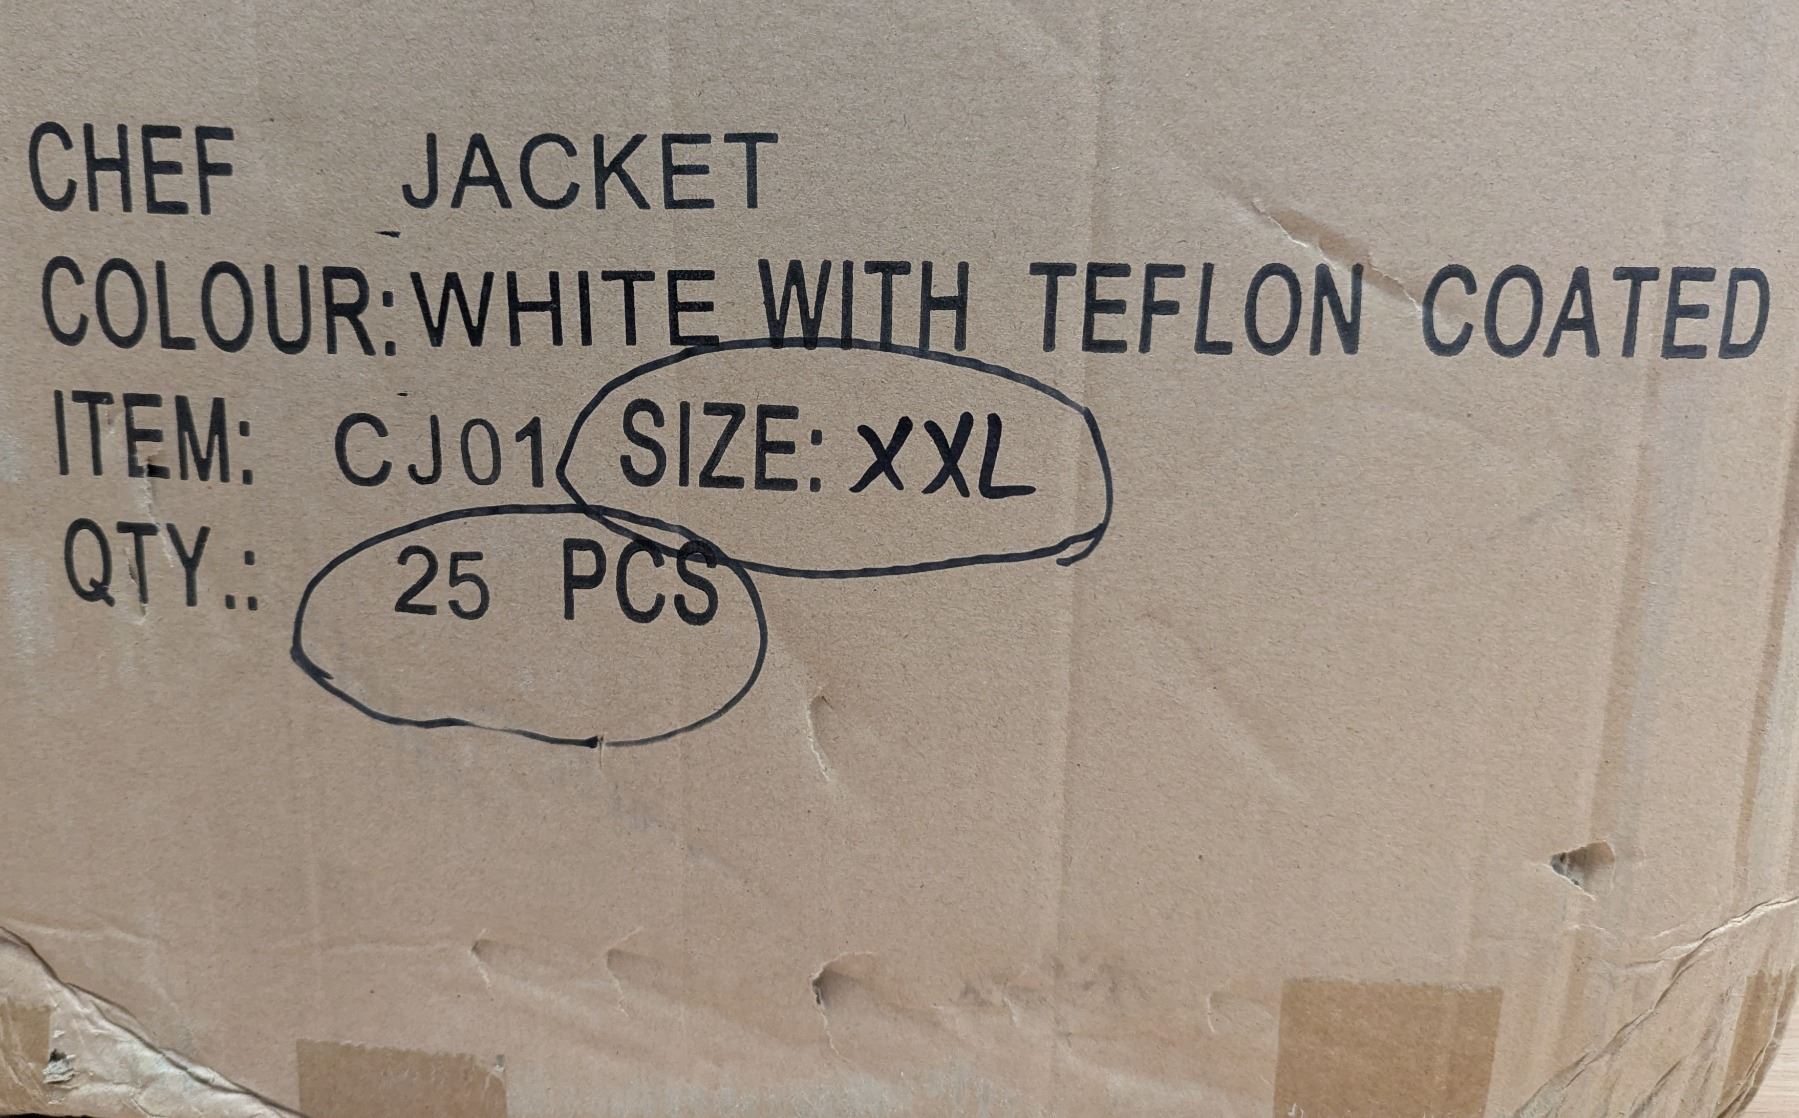 CHEF JACKET
COLOUR: WHITE WITH TEFLON COATED
ITEM: CJ01 SIZE: XXL
QTY.: 25 PCS